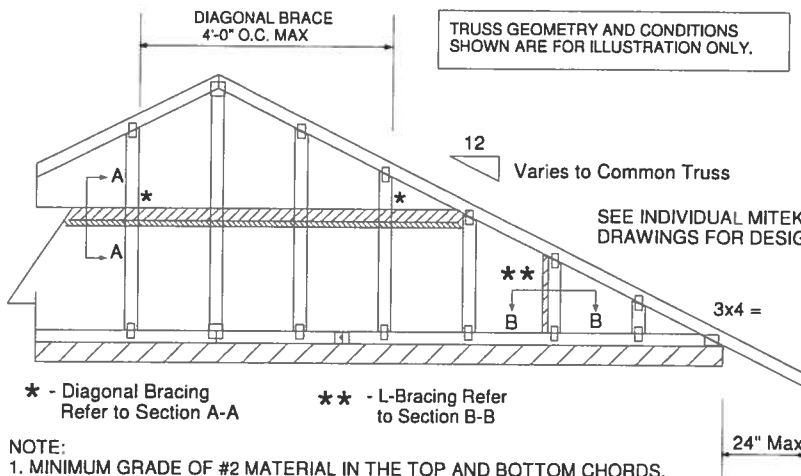 DIAGONAL BRACE
4'-0" O.C. MAX
TRUSS GEOMETRY AND CONDITIONS
SHOWN ARE FOR ILLUSTRATION ONLY.
12
Varies to Common Truss
A
*
*
A
SEE INDIVIDUAL MITEK
DRAWINGS FOR DESIG
**
B
B
3x4 =
* - Diagonal Bracing
Refer to Section A-A
** - L-Bracing Refer
to Section B-B
24" Max
NOTE:
1. MINIMUM GRADE OF #2 MATERIAL IN THE TOP AND BOTTOM CHORDS.